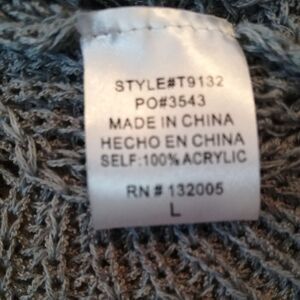 STYLE#T9132
PO#3543
MADE IN CHINA
HECHO EN CHINA
SELF:100% ACRYLIC
RN # 132005
L